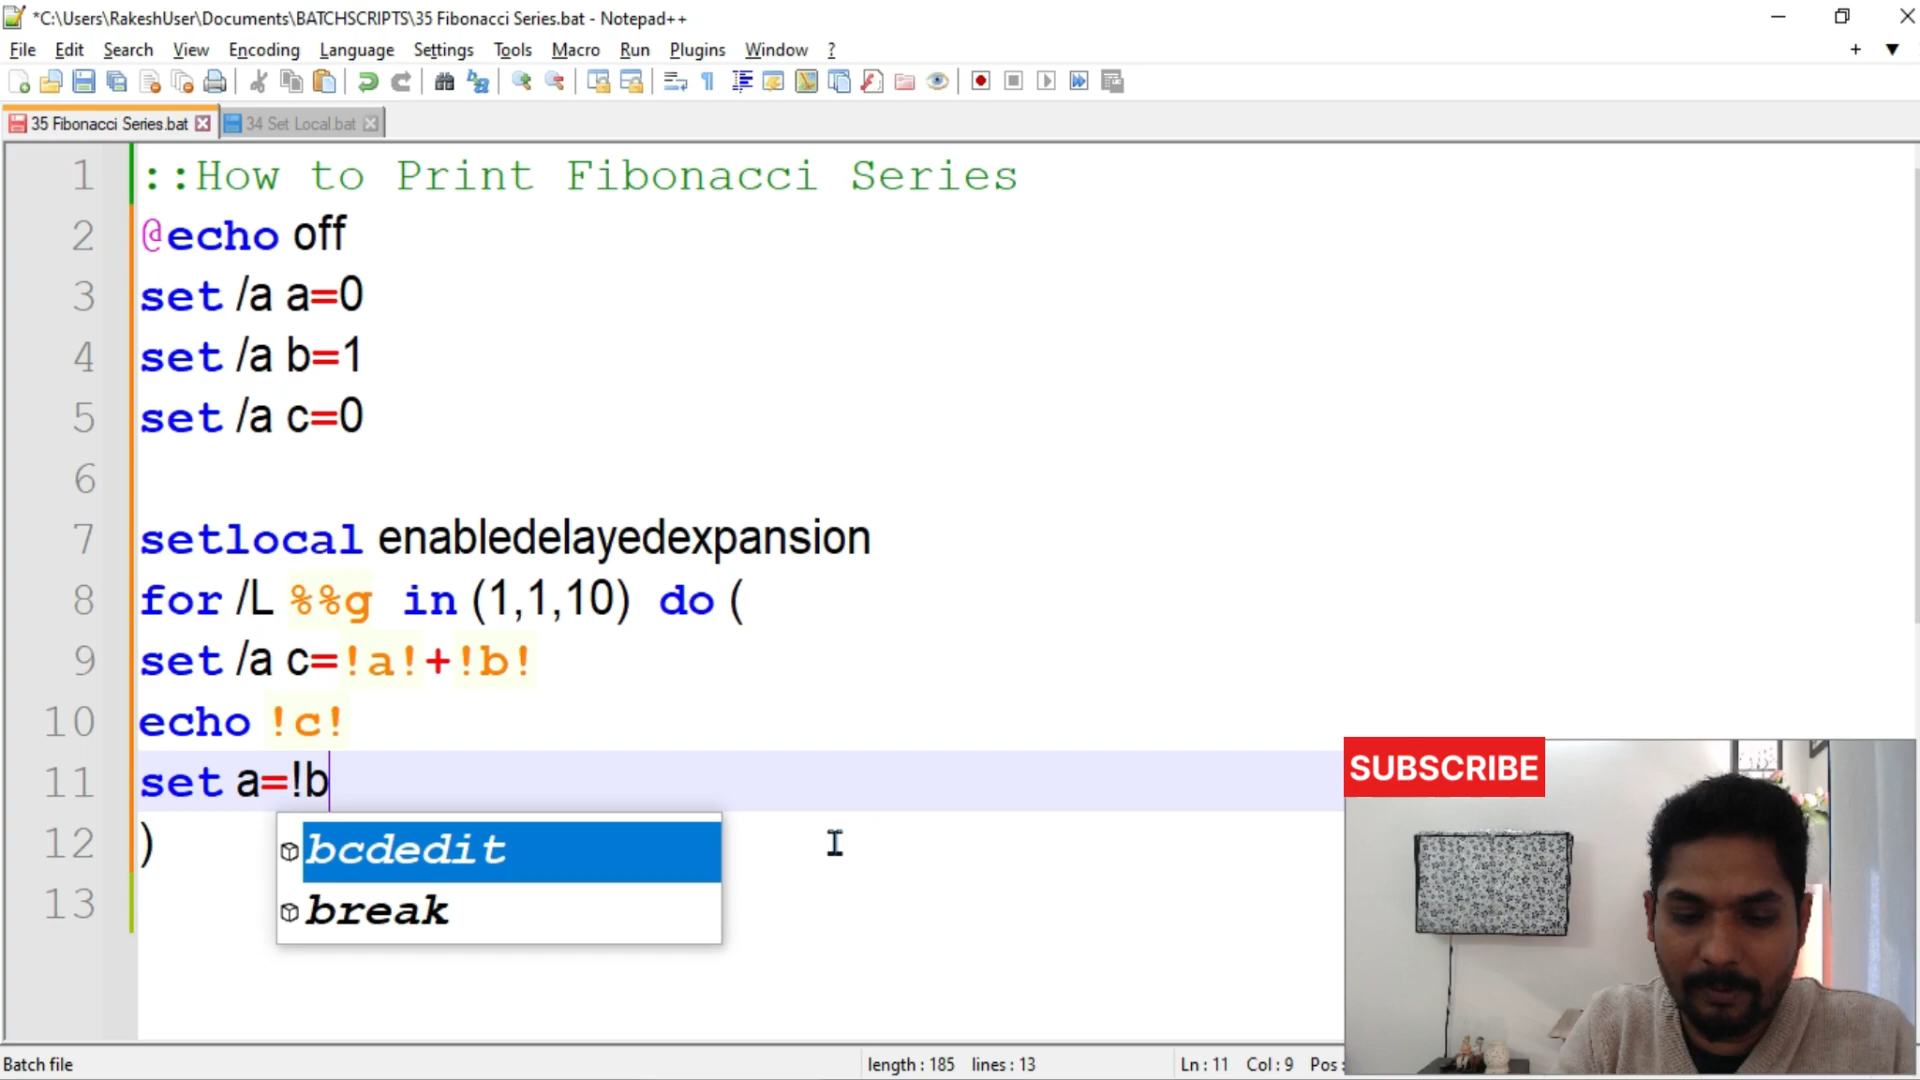 *C:\Users\RakeshUser\Documents\BATCHSCRIPTS\35 Fibonacci Series.bat - Notepad++
File Edit Search View Encoding Language Settings Tools Macro Run Plugins Window ?
35 Fibonacci Series.bat 34 Set Local.bat
1 ::How to Print Fibonacci Series
2 @echo off
3 set /a a=0
4 set /a b=1
5 set /a c=0
6
7 setlocal enabledelayedexpansion
8 for /L %%g in (1,1,10) do (
9 set /a c=!a!+!b!
10 echo !c!
11 set a=!b
12 )
bcdedit
break
13
SUBSCRIBE
Batch file length : 185 lines : 13 Ln : 11 Col : 9 Pos :